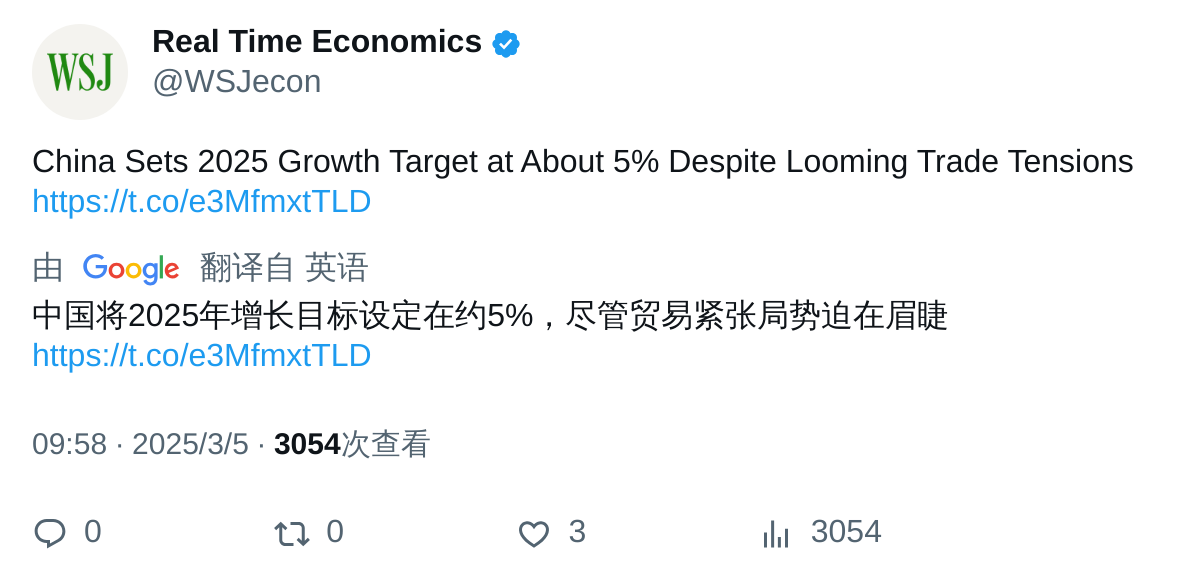 WSJ
Real Time Economics
@WSJecon
China Sets 2025 Growth Target at About 5% Despite Looming Trade Tensions
https://t.co/e3MfmxtTLD
由 Google 翻译自 英语
中国将2025年增长目标设定在约5%，尽管贸易紧张局势迫在眉睫
https://t.co/e3MfmxtTLD
09:58 · 2025/3/5 · 3054次查看
0 0 3 3054